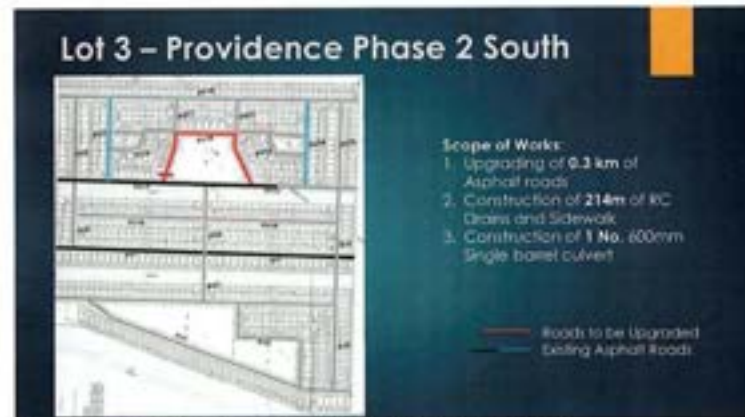 Lot 3 – Providence Phase 2 South
Scope of Works:
1. Upgrading of 0.3 km of
Asphalt roads
2. Construction of 214m of RC
Drains and Sidewalk
3. Construction of 1 No. 600mm
Single barrel culvert
Roads to be Upgraded
Existing Asphalt Roads